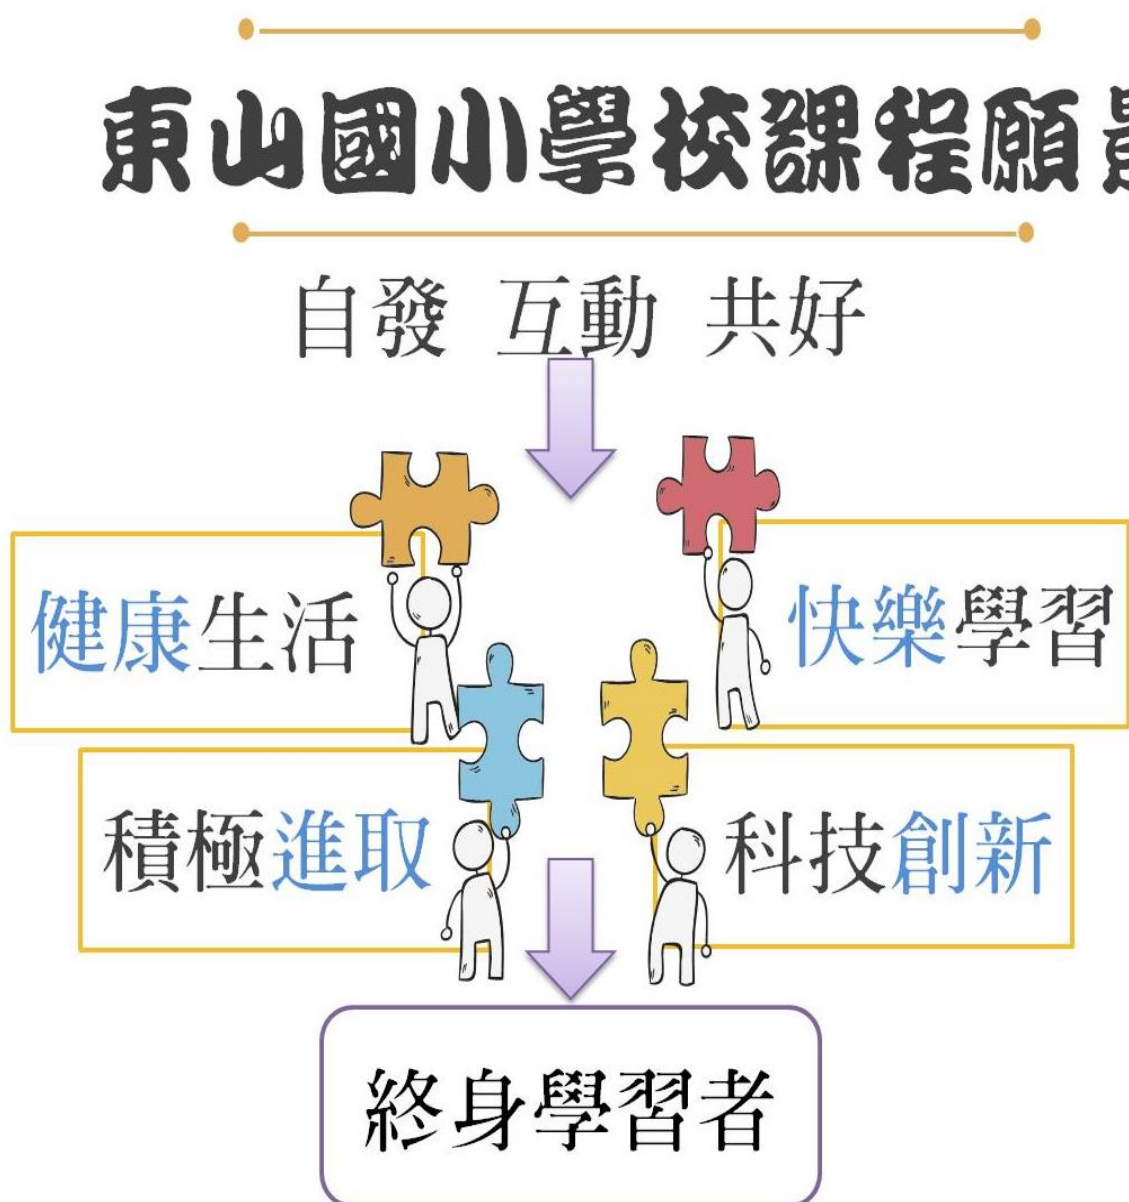 東山國小學校課程願景
自發 互動 共好
健康生活
快樂學習
積極進取
科技創新
終身學習者